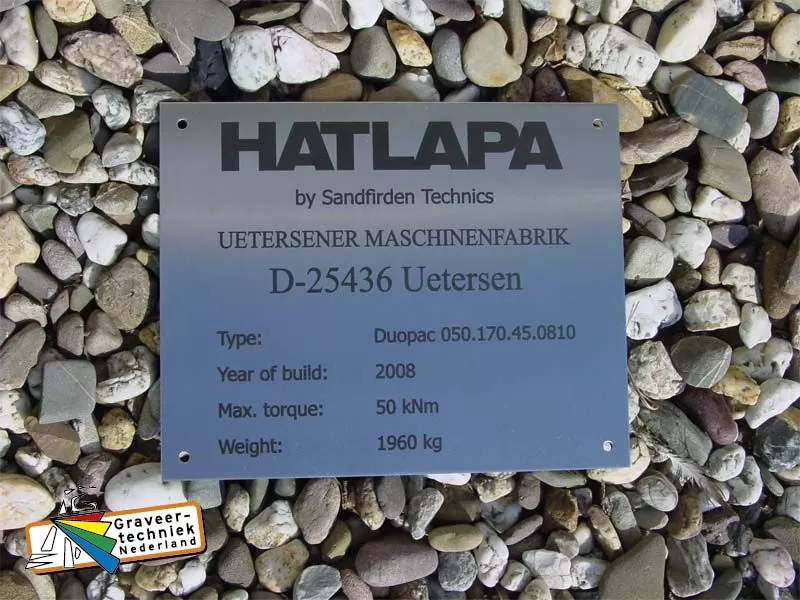 HATLAPA
by Sandfirden Technics
UETERSENER MASCHINENFABRIK
D-25436 Uetersen
Type: Duopac 050.170.45.0810
Year of build: 2008
Max. torque: 50 kNm
Weight: 1960 kg
Graveer-
techniek
Nederland